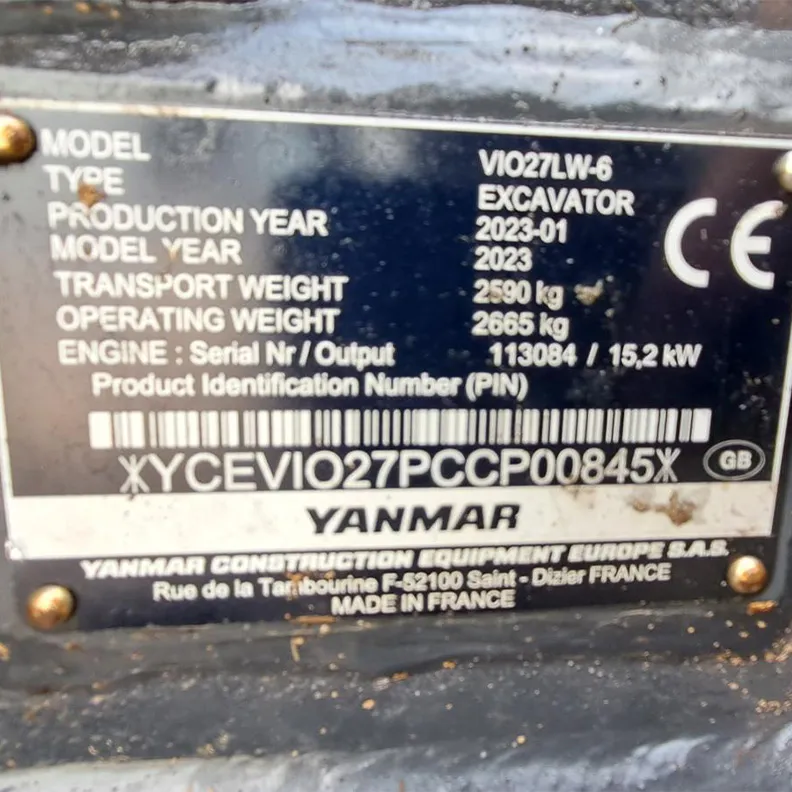 MODEL VIO27LW-6
TYPE EXCAVATOR
PRODUCTION YEAR 2023-01
MODEL YEAR 2023
TRANSPORT WEIGHT 2590 kg
OPERATING WEIGHT 2665 kg
ENGINE : Serial Nr / Output 113084 / 15,2 kW
Product Identification Number (PIN)
CE
*YCEVIO27PCCP00845*
GB
YANMAR
YANMAR CONSTRUCTION EQUIPMENT EUROPE S.A.S.
Rue de la Tambourine F-52100 Saint - Dizier FRANCE
MADE IN FRANCE